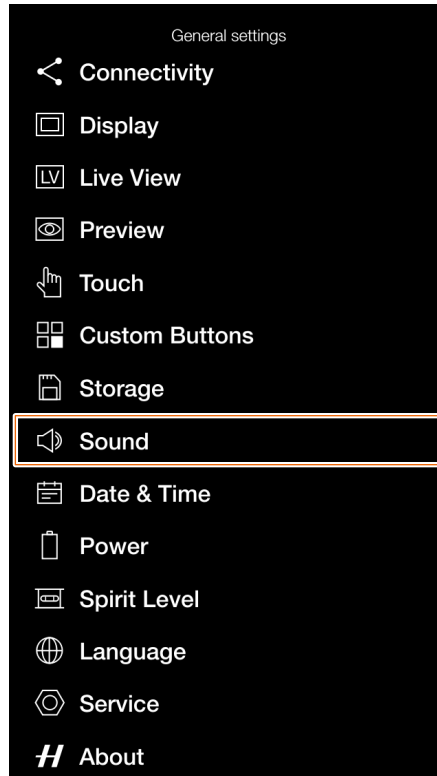 General settings
Connectivity
Display
LV Live View
Preview
Touch
Custom Buttons
Storage
Sound
Date & Time
Power
Spirit Level
Language
Service
H About